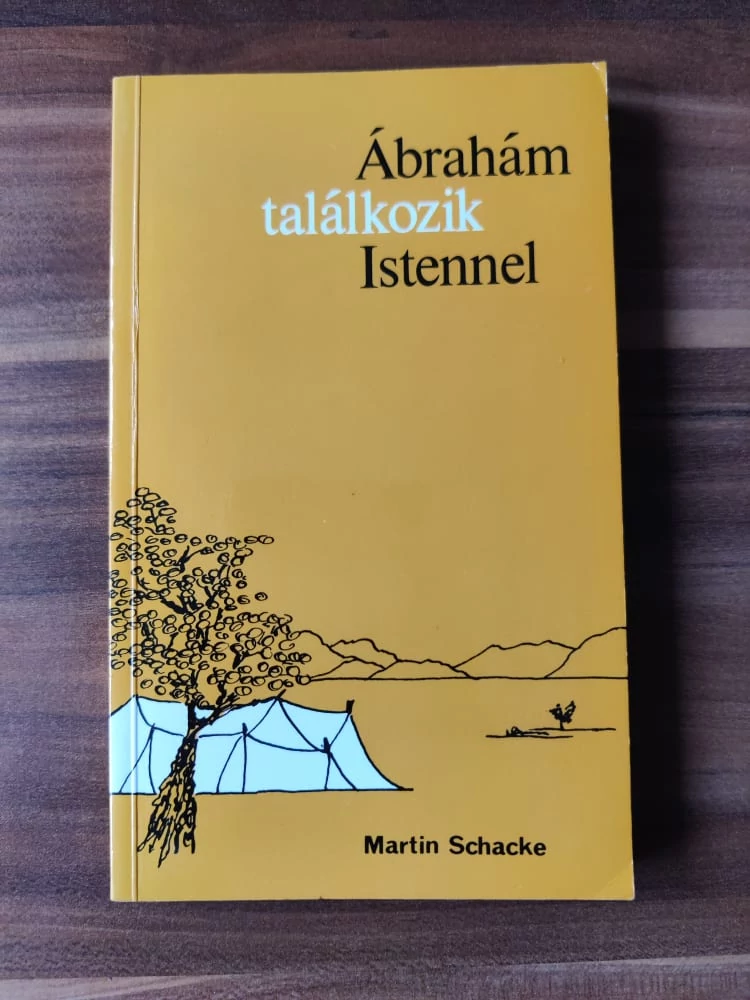 Ábrahám
találkozik
Istennel
Martin Schacke